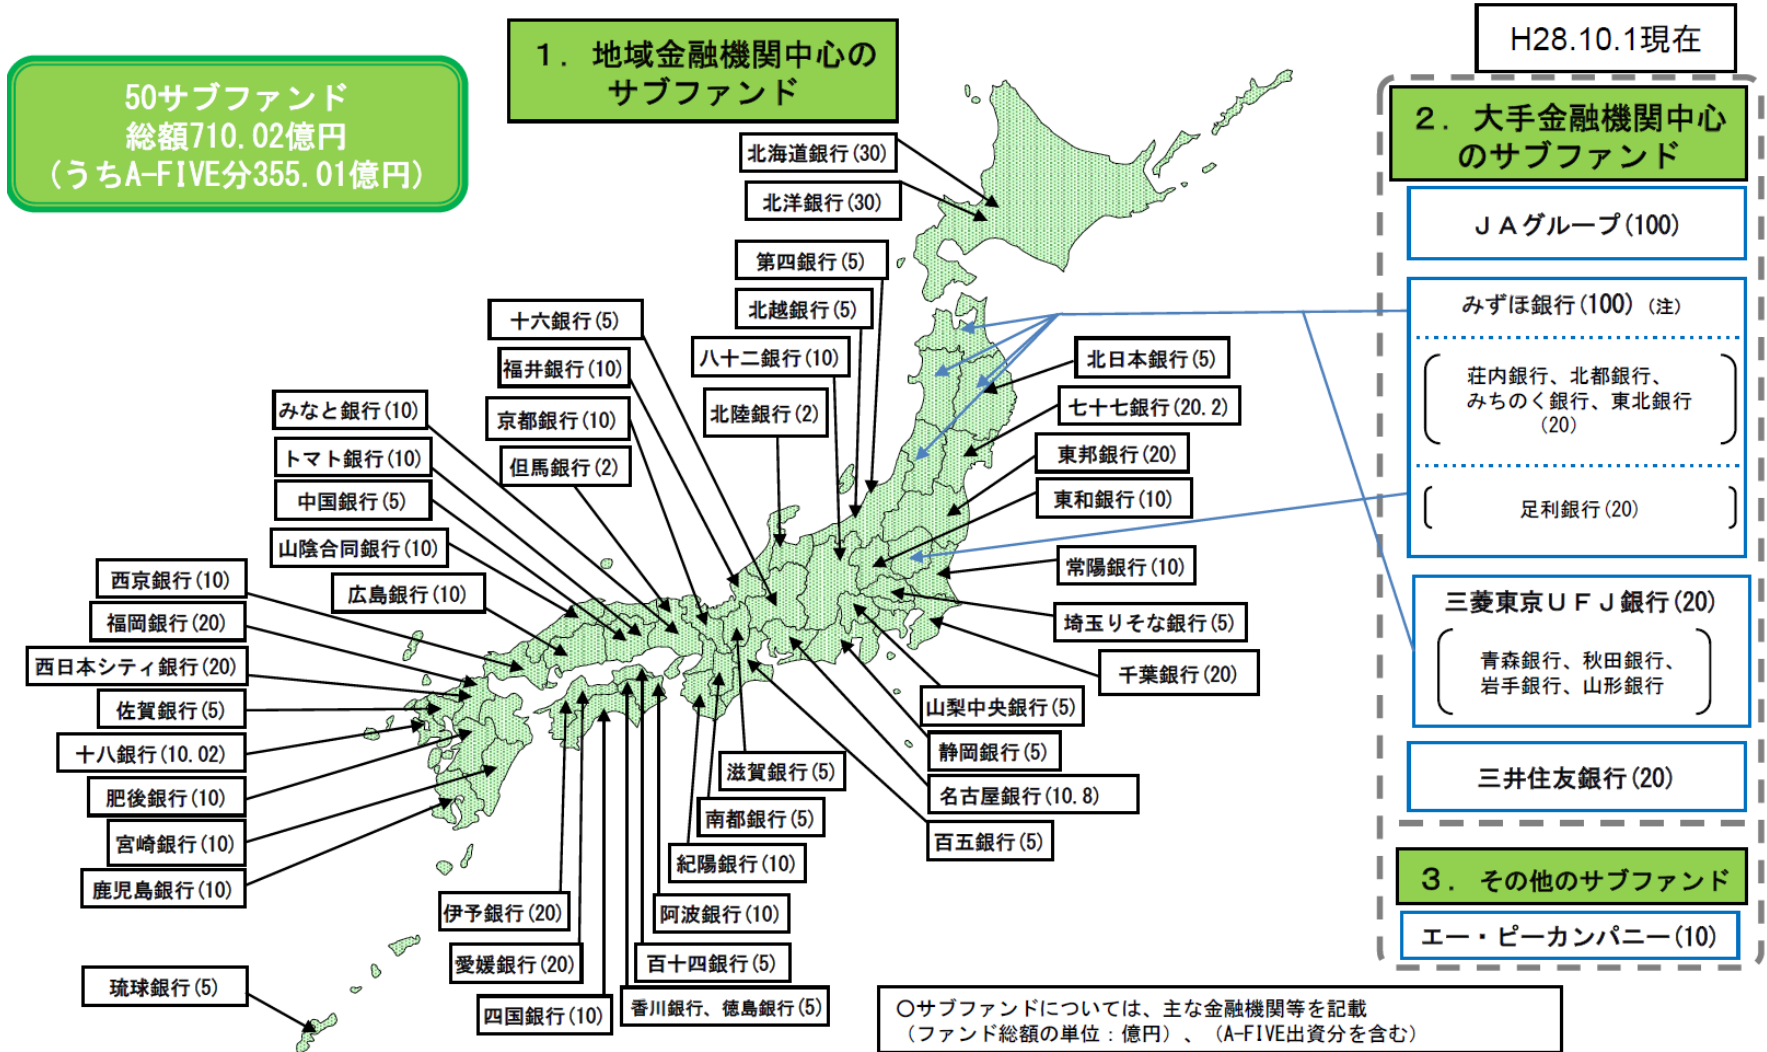 H28.10.1現在
50サブファンド
総額710.02億円
(うちA-FIVE分355.01億円)
1. 地域金融機関中心の
サブファンド
北海道銀行(30)
北洋銀行(30)
第四銀行(5)
北越銀行(5)
八十二銀行(10)
北陸銀行(2)
十六銀行(5)
福井銀行(10)
京都銀行(10)
但馬銀行(2)
みなと銀行(10)
トマト銀行(10)
中国銀行(5)
山陰合同銀行(10)
広島銀行(10)
西京銀行(10)
福岡銀行(20)
西日本シティ銀行(20)
佐賀銀行(5)
十八銀行(10.02)
肥後銀行(10)
宮崎銀行(10)
鹿児島銀行(10)
琉球銀行(5)
北日本銀行(5)
七十七銀行(20.2)
東邦銀行(20)
東和銀行(10)
常陽銀行(10)
埼玉りそな銀行(5)
千葉銀行(20)
山梨中央銀行(5)
静岡銀行(5)
名古屋銀行(10.8)
百五銀行(5)
滋賀銀行(5)
南都銀行(5)
紀陽銀行(10)
阿波銀行(10)
百十四銀行(5)
香川銀行、徳島銀行(5)
伊予銀行(20)
愛媛銀行(20)
四国銀行(10)
2. 大手金融機関中心
のサブファンド
JAグループ(100)
みずほ銀行(100) (注)
荘内銀行、北都銀行、
みちのく銀行、東北銀行
(20)
足利銀行(20)
三菱東京UFJ銀行(20)
青森銀行、秋田銀行、
岩手銀行、山形銀行
三井住友銀行(20)
3. その他のサブファンド
エー・ピーカンパニー(10)
○サブファンドについては、主な金融機関等を記載
(ファンド総額の単位:億円)、(A-FIVE出資分を含む)